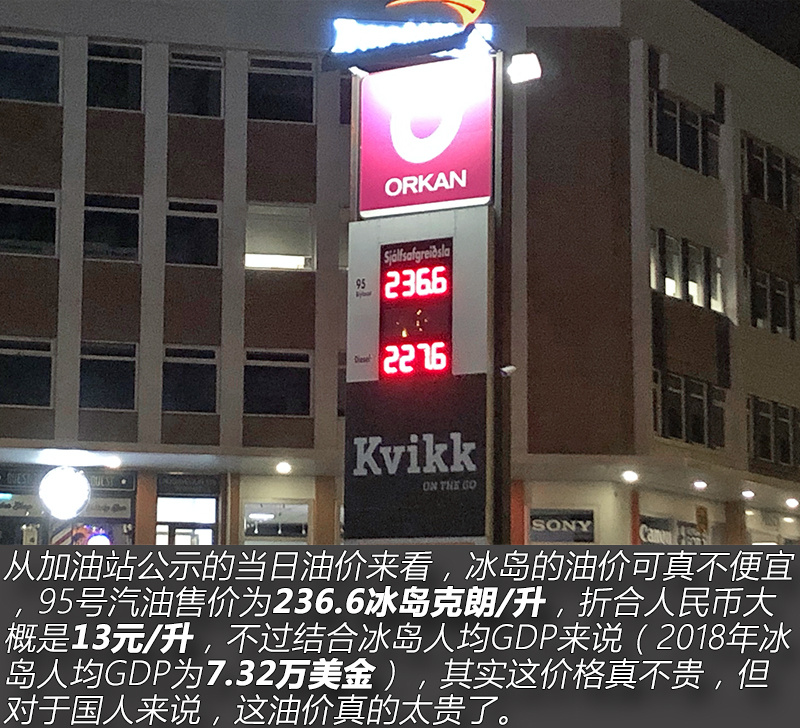 ORKAN
Sjálfsafgreiðsla
95
236.6
Diesel
227.6
Kvikk
ON THE GO
SONY
Canon
从加油站公示的当日油价来看，冰岛的油价可真不便宜
，95号汽油售价为236.6冰岛克朗/升，折合人民币大
概是13元/升，不过结合冰岛人均GDP来说（2018年冰
岛人均GDP为7.32万美金），其实这价格真不贵，但
对于国人来说，这油价真的太贵了。